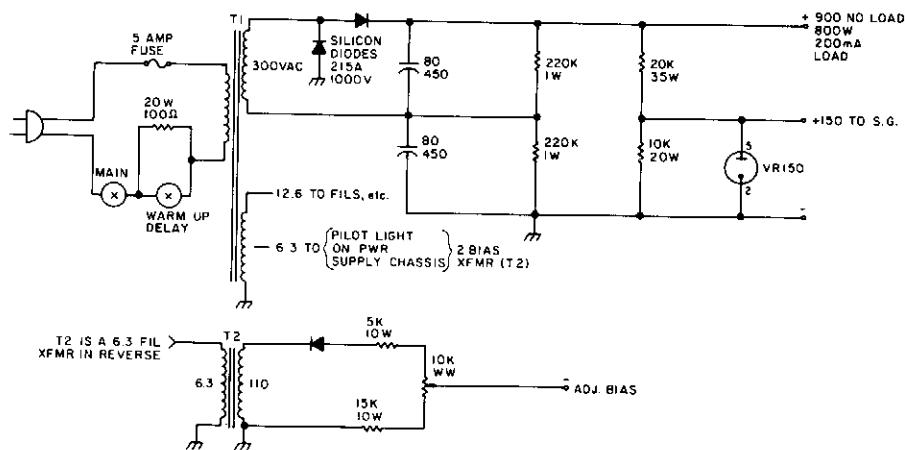 T1
5 AMP
FUSE
20W
100Ω
MAIN
WARM UP
DELAY
300VAC
SILICON
DIODES
215A
1000V
80
450
80
450
220K
1W
220K
1W
20K
35W
10K
20W
+ 900 NO LOAD
800W
200mA
LOAD
+150 TO S.G.
5
VR150
2
-
12.6 TO FILS, etc.
6.3 TO {PILOT LIGHT
ON PWR
SUPPLY CHASSIS} 2 BIAS
XFMR (T2)
T2 IS A 6.3 FIL
XFMR IN REVERSE
T2
6.3
110
5K
10W
10K
WW
15K
10W
- ADJ. BIAS